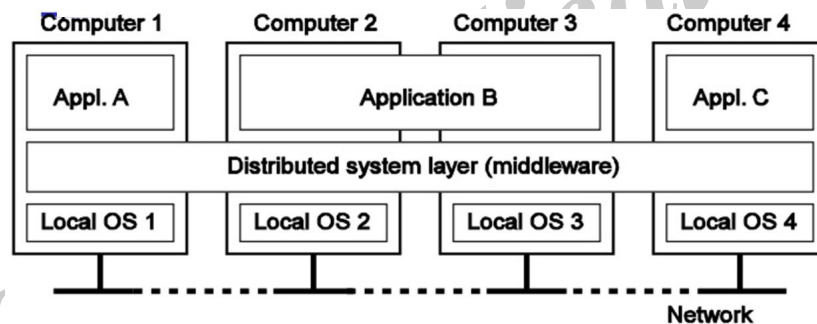 Computer 1 Computer 2 Computer 3 Computer 4
Appl. A Application B Appl. C
Distributed system layer (middleware)
Local OS 1 Local OS 2 Local OS 3 Local OS 4
Network